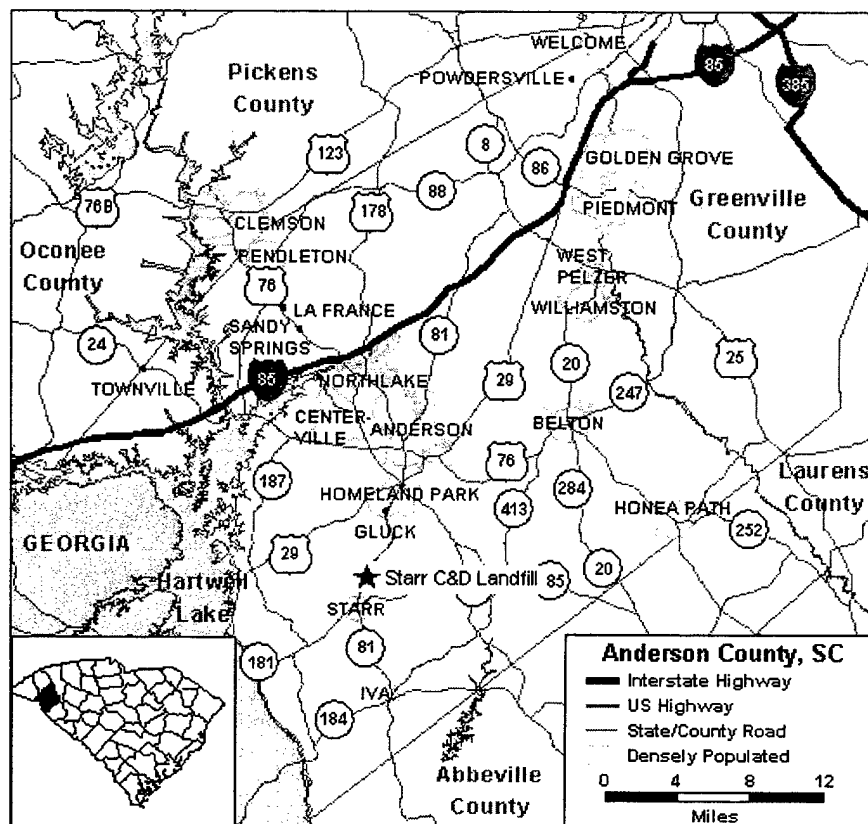 WELCOME
Pickens
County
POWDERSVILLE
85
385
123
8
86
GOLDEN GROVE
88
76B
178
Greenville
County
CLEMSON
PIEDMONT
Oconee
County
PENDLETON
WEST
PELZER
76
LA FRANCE
WILLIAMSTON
24
SANDY
SPRINGS
81
20
25
TOWNVILLE
85
NORTHLAKE
29
247
CENTER-
VILLE
ANDERSON
BELTON
76
Laurens
County
187
HOMELAND PARK
413
284
HONEA PATH
GLUCK
252
GEORGIA
29
Hartwell
Lake
Starr C&D Landfill
85
20
STARR
181
81
IVA
184
Abbeville
County
Anderson County, SC
Interstate Highway
US Highway
State/County Road
Densely Populated
0 4 8 12
Miles